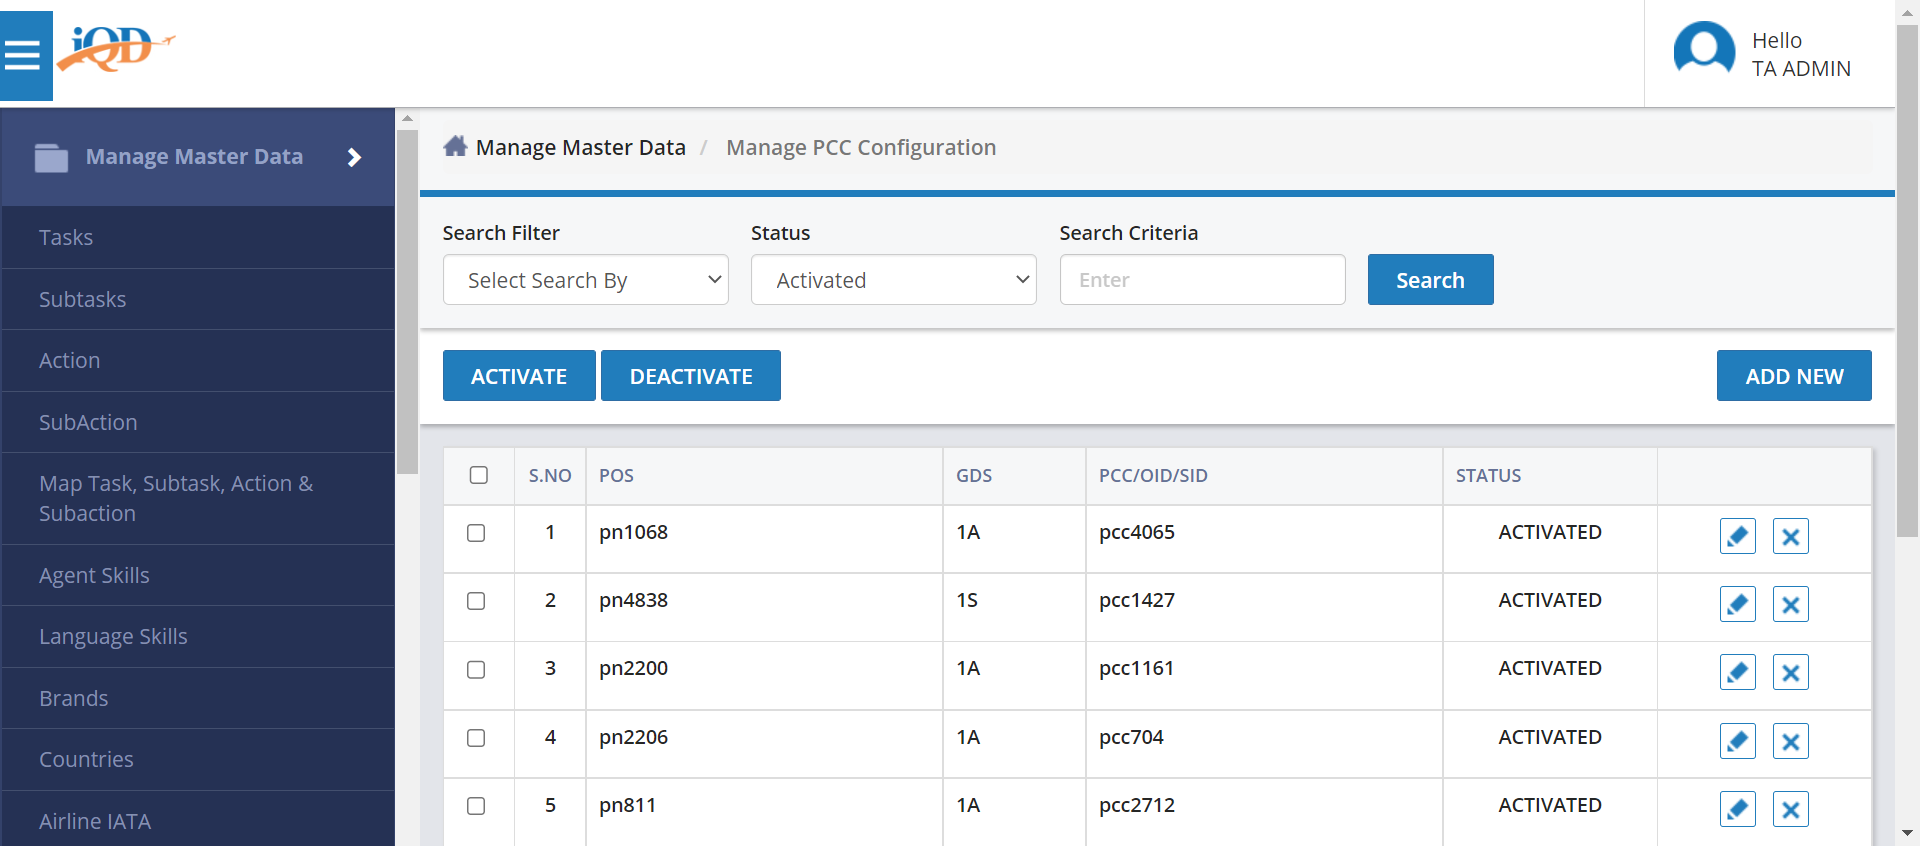 iQD
Hello
TA ADMIN
Manage Master Data
Tasks
Subtasks
Action
SubAction
Map Task, Subtask, Action &
Subaction
Agent Skills
Language Skills
Brands
Countries
Airline IATA
Manage Master Data / Manage PCC Configuration
Search Filter Status Search Criteria
Select Search By Activated Enter Search
ACTIVATE DEACTIVATE ADD NEW
S.NO POS GDS PCC/OID/SID STATUS
1 pn1068 1A pcc4065 ACTIVATED
2 pn4838 1S pcc1427 ACTIVATED
3 pn2200 1A pcc1161 ACTIVATED
4 pn2206 1A pcc704 ACTIVATED
5 pn811 1A pcc2712 ACTIVATED